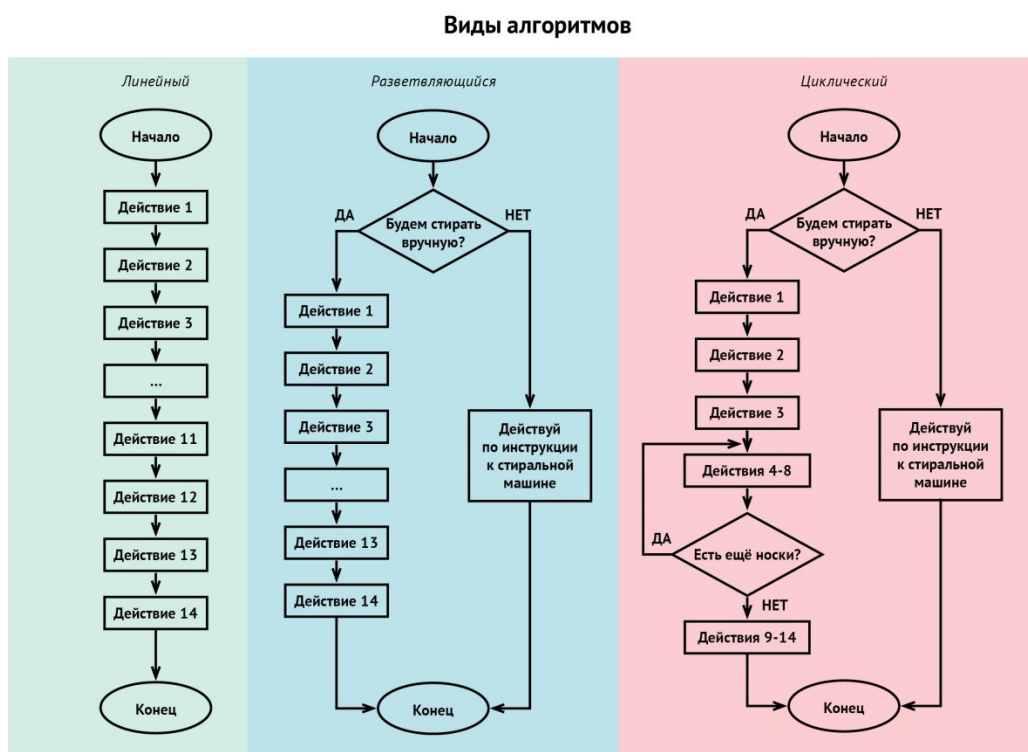 Виды алгоритмов
Линейный
Начало
Действие 1
Действие 2
Действие 3
...
Действие 11
Действие 12
Действие 13
Действие 14
Конец
Разветвляющийся
Начало
Будем стирать
вручную?
ДА
НЕТ
Действие 1
Действие 2
Действие 3
...
Действие 13
Действие 14
Действуй
по инструкции
к стиральной
машине
Конец
Циклический
Начало
Будем стирать
вручную?
ДА
НЕТ
Действие 1
Действие 2
Действие 3
Действия 4-8
Есть ещё носки?
ДА
НЕТ
Действия 9-14
Действуй
по инструкции
к стиральной
машине
Конец